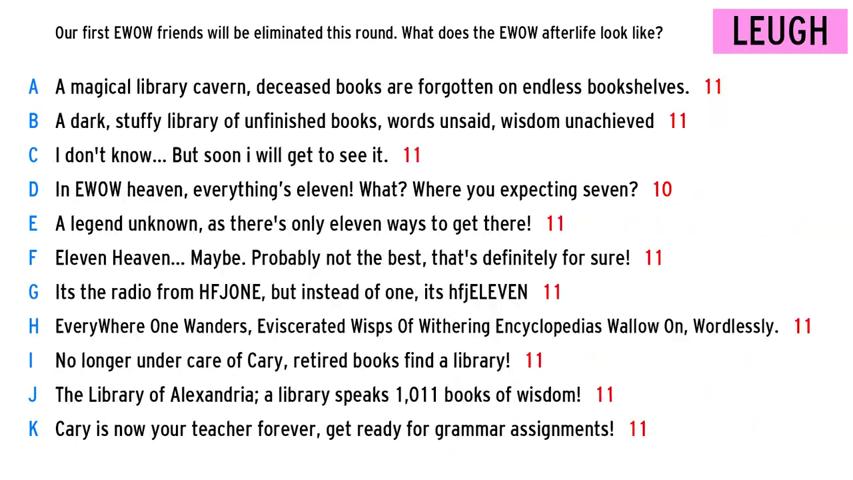 Our first EWOW friends will be eliminated this round. What does the EWOW afterlife look like?
LEUGH
A A magical library cavern, deceased books are forgotten on endless bookshelves. 11
B A dark, stuffy library of unfinished books, words unsaid, wisdom unachieved 11
C I don't know... But soon i will get to see it. 11
D In EWOW heaven, everything's eleven! What? Where you expecting seven? 10
E A legend unknown, as there's only eleven ways to get there! 11
F Eleven Heaven... Maybe. Probably not the best, that's definitely for sure! 11
G Its the radio from HFJONE, but instead of one, its hfjELEVEN 11
H EveryWhere One Wanders, Eviscerated Wisps Of Withering Encyclopedias Wallow On, Wordlessly. 11
I No longer under care of Cary, retired books find a library! 11
J The Library of Alexandria; a library speaks 1,011 books of wisdom! 11
K Cary is now your teacher forever, get ready for grammar assignments! 11